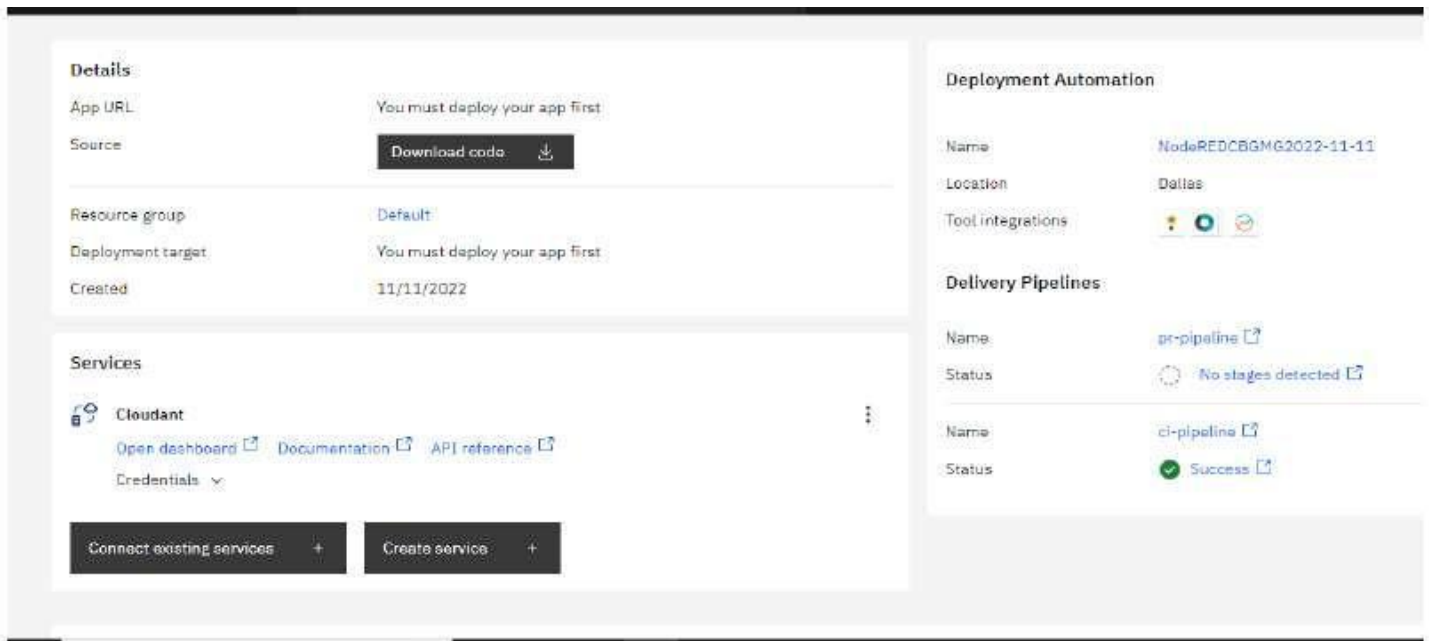 Details
App URL
You must deploy your app first
Source
Download code
Resource group
Default
Deployment target
You must deploy your app first
Created
11/11/2022
Services
Cloudant
Open dashboard
Documentation
API reference
Credentials
Connect existing services +
Create service +
Deployment Automation
Name
NodeREDCBGMG2022-11-11
Location
Dallas
Tool integrations
Delivery Pipelines
Name
pr-pipeline
Status
No stages detected
Name
ci-pipeline
Status
Success